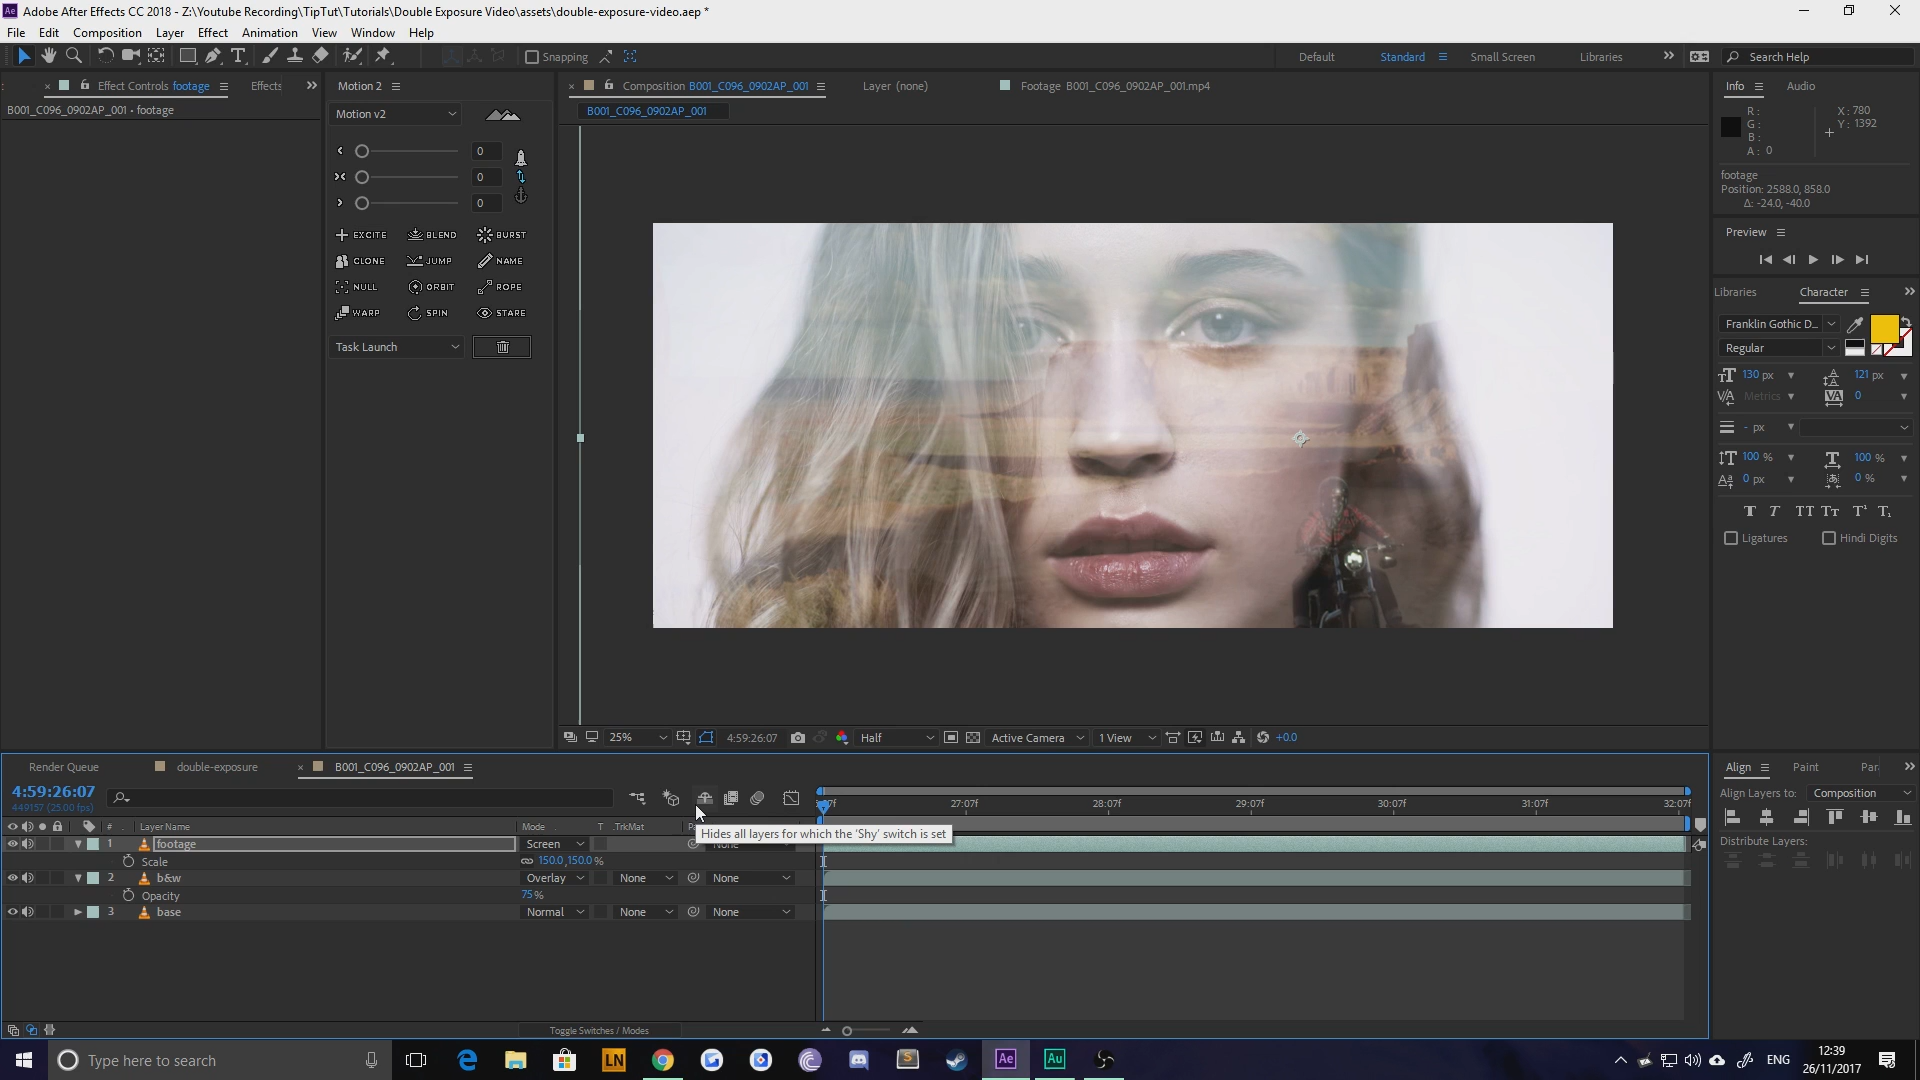 Adobe After Effects CC 2018 - Z:\Youtube Recording\TipTut\Tutorials\Double Exposure Video\assets\double-exposure-video.aep *
File Edit Composition Layer Effect Animation View Window Help
Snapping
Default Standard Small Screen Libraries Search Help
Effect Controls footage Effects
B001_C096_0902AP_001 • footage
Motion 2
Motion v2
0
0
0
EXCITE BLEND BURST
CLONE JUMP NAME
NULL ORBIT ROPE
WARP SPIN STARE
Task Launch
Composition B001_C096_0902AP_001 Layer (none) Footage B001_C096_0902AP_001.mp4
B001_C096_0902AP_001
25% 4:59:26:07 Half Active Camera 1 View +0.0
Info Audio
R: X: 780
G: Y: 1392
B:
A: 0
footage
Position: 2588.0, 858.0
Δ: -24.0, -40.0
Preview
Libraries Character
Franklin Gothic D...
Regular
130 px 121 px
Metrics 0
- px
100 % 100 %
0 px 0 %
T T TT Tт T¹ T₁
Ligatures Hindi Digits
Render Queue double-exposure B001_C096_0902AP_001
4:59:26:07
449157 (25.00 fps)
:07f 27:07f 28:07f 29:07f 30:07f 31:07f 32:07f
# Layer Name Mode T .TrkMat
Hides all layers for which the 'Shy' switch is set
1 footage Screen None
Scale 150.0,150.0 %
2 b&w Overlay None None
Opacity 75%
3 base Normal None None
Toggle Switches / Modes
Align Paint Par
Align Layers to: Composition
Distribute Layers:
Type here to search
LN Ae Au
ENG
12:39
26/11/2017